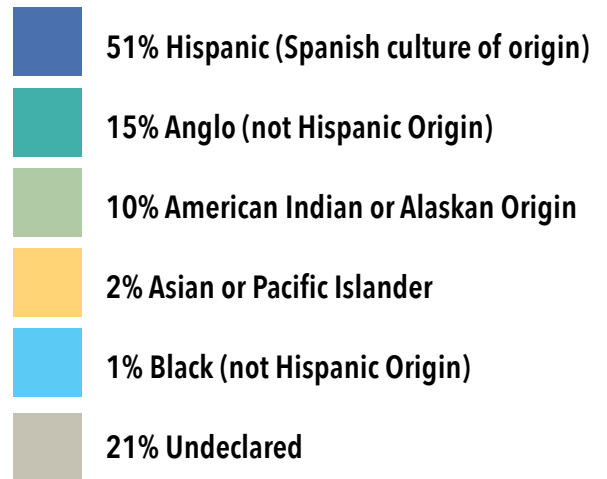 51% Hispanic (Spanish culture of origin)
15% Anglo (not Hispanic Origin)
10% American Indian or Alaskan Origin
2% Asian or Pacific Islander
1% Black (not Hispanic Origin)
21% Undeclared